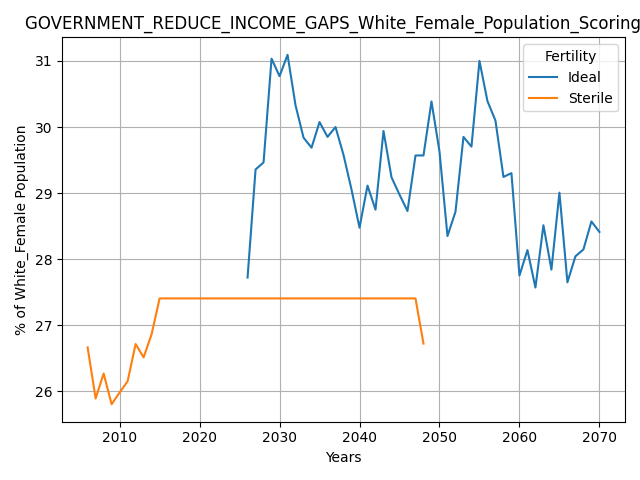 GOVERNMENT_REDUCE_INCOME_GAPS_White_Female_Population_Scoring
Fertility
Ideal
Sterile
% of White_Female Population
31
30
29
28
27
26
2010 2020 2030 2040 2050 2060 2070
Years